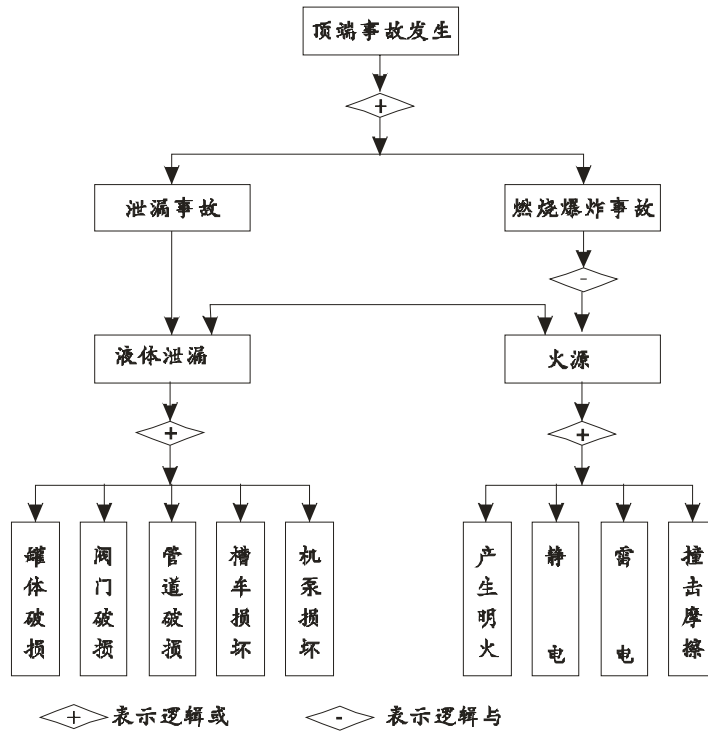 顶端事故发生
+
泄漏事故
燃烧爆炸事故
-
液体泄漏
火源
+
+
罐体破损
阀门破损
管道破损
槽车损坏
机泵损坏
产生明火
静电
雷电
撞击摩擦
+ 表示逻辑或
- 表示逻辑与